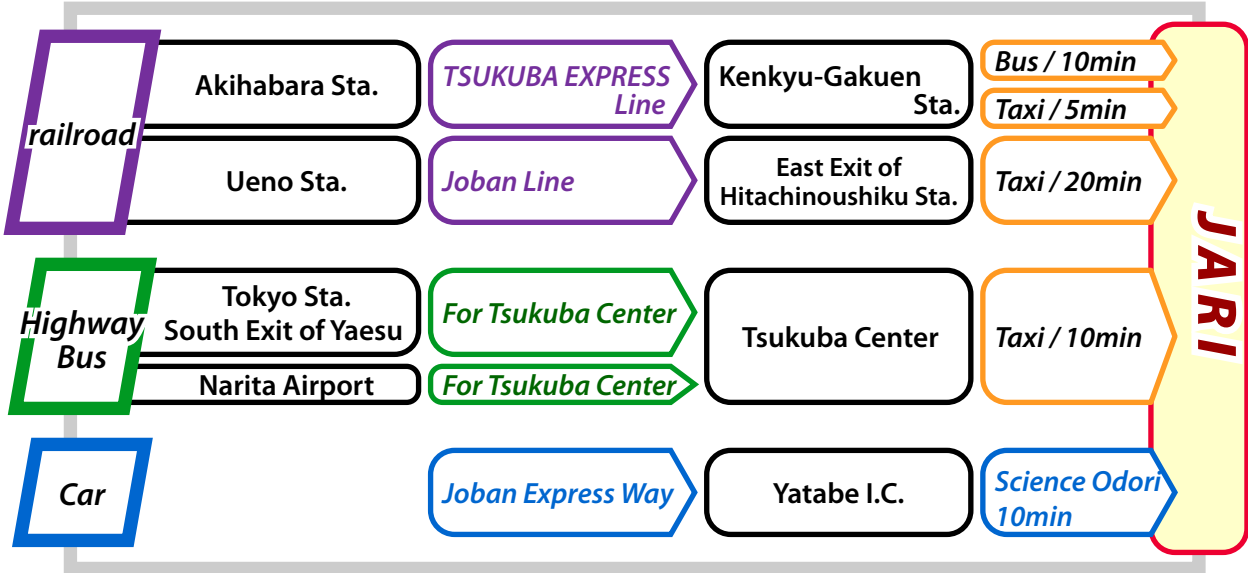 railroad
Akihabara Sta.
TSUKUBA EXPRESS
Line
Kenkyu-Gakuen
Sta.
Bus / 10min
Taxi / 5min
Ueno Sta.
Joban Line
East Exit of
Hitachinoushiku Sta.
Taxi / 20min
Highway
Bus
Tokyo Sta.
South Exit of Yaesu
For Tsukuba Center
Narita Airport
For Tsukuba Center
Tsukuba Center
Taxi / 10min
Car
Joban Express Way
Yatabe I.C.
Science Odori
10min
JARI